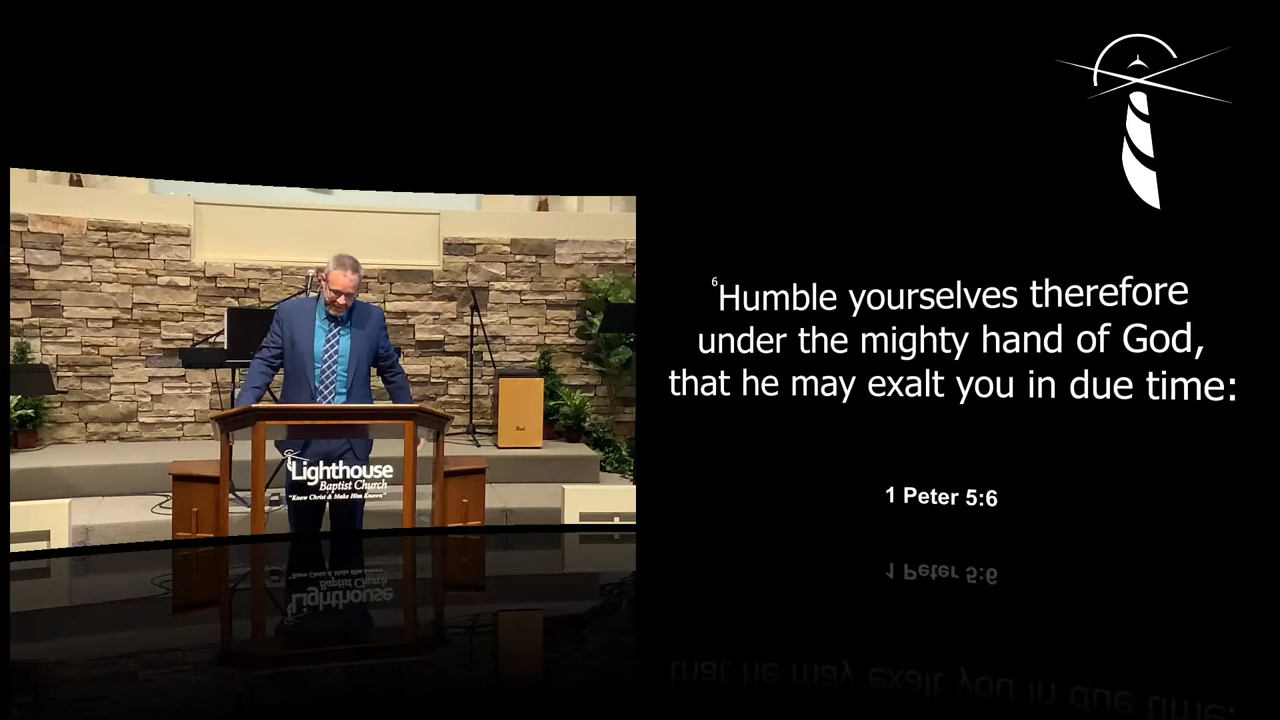 ⁶Humble yourselves therefore
under the mighty hand of God,
that he may exalt you in due time:
1 Peter 5:6
Lighthouse
Baptist Church
"Know Christ & Make Him Known"
Pearl